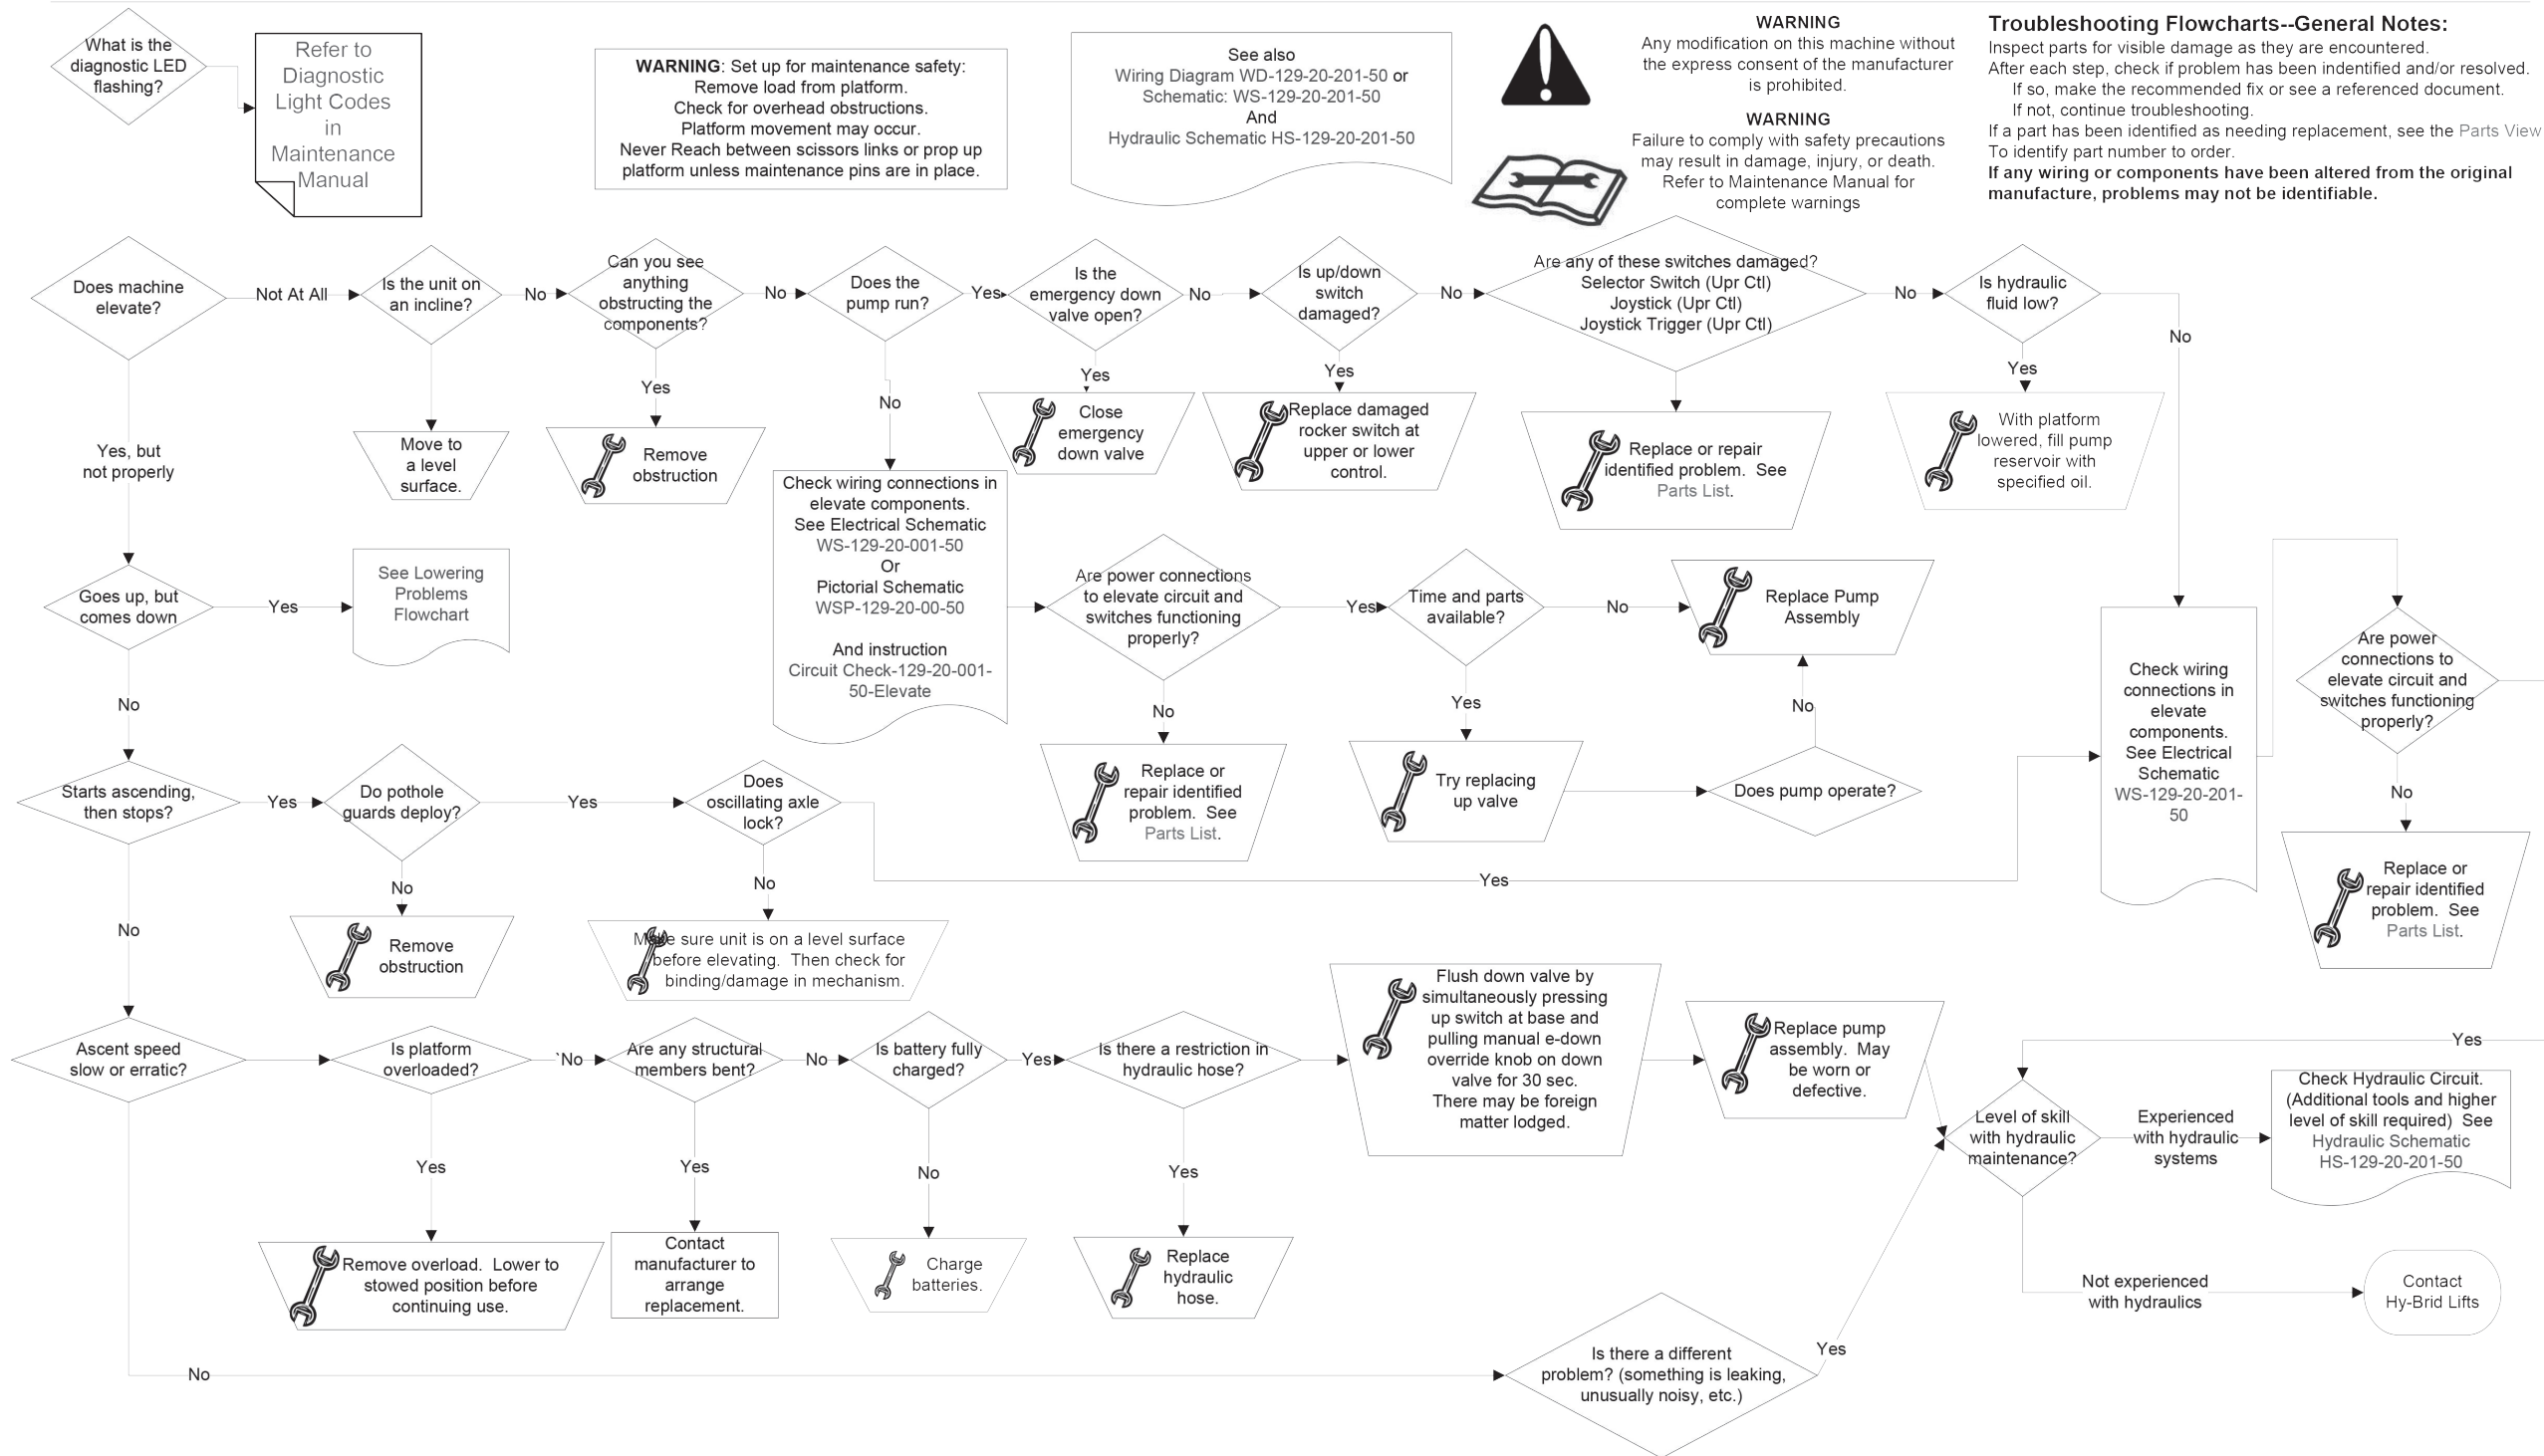 What is the
diagnostic LED
flashing?
Refer to
Diagnostic
Light Codes
in
Maintenance
Manual
WARNING: Set up for maintenance safety:
Remove load from platform.
Check for overhead obstructions.
Platform movement may occur.
Never Reach between scissors links or prop up
platform unless maintenance pins are in place.
See also
Wiring Diagram WD-129-20-201-50 or
Schematic: WS-129-20-201-50
And
Hydraulic Schematic HS-129-20-201-50
WARNING
Any modification on this machine without
the express consent of the manufacturer
is prohibited.
WARNING
Failure to comply with safety precautions
may result in damage, injury, or death.
Refer to Maintenance Manual for
complete warnings
Troubleshooting Flowcharts--General Notes:
Inspect parts for visible damage as they are encountered.
After each step, check if problem has been indentified and/or resolved.
If so, make the recommended fix or see a referenced document.
If not, continue troubleshooting.
If a part has been identified as needing replacement, see the Parts View
To identify part number to order.
If any wiring or components have been altered from the original
manufacture, problems may not be identifiable.
Does machine
elevate?
Not At All
Is the unit on
an incline?
No
Can you see
anything
obstructing the
components?
No
Does the
pump run?
Yes
Is the
emergency down
valve open?
No
Is up/down
switch
damaged?
No
Are any of these switches damaged?
Selector Switch (Upr Ctl)
Joystick (Upr Ctl)
Joystick Trigger (Upr Ctl)
No
Is hydraulic
fluid low?
No
Yes, but
not properly
Move to
a level
surface.
Yes
Remove
obstruction
No
Yes
Close
emergency
down valve
Yes
Replace damaged
rocker switch at
upper or lower
control.
Replace or repair
identified problem. See
Parts List.
Yes
With platform
lowered, fill pump
reservoir with
specified oil.
Check wiring connections in
elevate components.
See Electrical Schematic
WS-129-20-001-50
Or
Pictorial Schematic
WSP-129-20-00-50
And instruction
Circuit Check-129-20-001-
50-Elevate
Goes up, but
comes down
Yes
See Lowering
Problems
Flowchart
Are power connections
to elevate circuit and
switches functioning
properly?
Yes
Time and parts
available?
No
Replace Pump
Assembly
No
Replace or
repair identified
problem. See
Parts List.
Yes
Try replacing
up valve
Does pump operate?
No
Check wiring
connections in
elevate
components.
See Electrical
Schematic
WS-129-20-201-
50
Are power
connections to
elevate circuit and
switches functioning
properly?
No
Replace or
repair identified
problem. See
Parts List.
No
Starts ascending,
then stops?
Yes
Do pothole
guards deploy?
Yes
Does
oscillating axle
lock?
Yes
No
Remove
obstruction
No
Make sure unit is on a level surface
before elevating. Then check for
binding/damage in mechanism.
No
Ascent speed
slow or erratic?
Is platform
overloaded?
`No
Are any structural
members bent?
No
Is battery fully
charged?
Yes
Is there a restriction in
hydraulic hose?
Flush down valve by
simultaneously pressing
up switch at base and
pulling manual e-down
override knob on down
valve for 30 sec.
There may be foreign
matter lodged.
Replace pump
assembly. May
be worn or
defective.
Yes
Level of skill
with hydraulic
maintenance?
Experienced
with hydraulic
systems
Check Hydraulic Circuit.
(Additional tools and higher
level of skill required) See
Hydraulic Schematic
HS-129-20-201-50
Yes
Remove overload. Lower to
stowed position before
continuing use.
Yes
Contact
manufacturer to
arrange
replacement.
No
Charge
batteries.
Yes
Replace
hydraulic
hose.
Not experienced
with hydraulics
Contact
Hy-Brid Lifts
No
Is there a different
problem? (something is leaking,
unusually noisy, etc.)
Yes